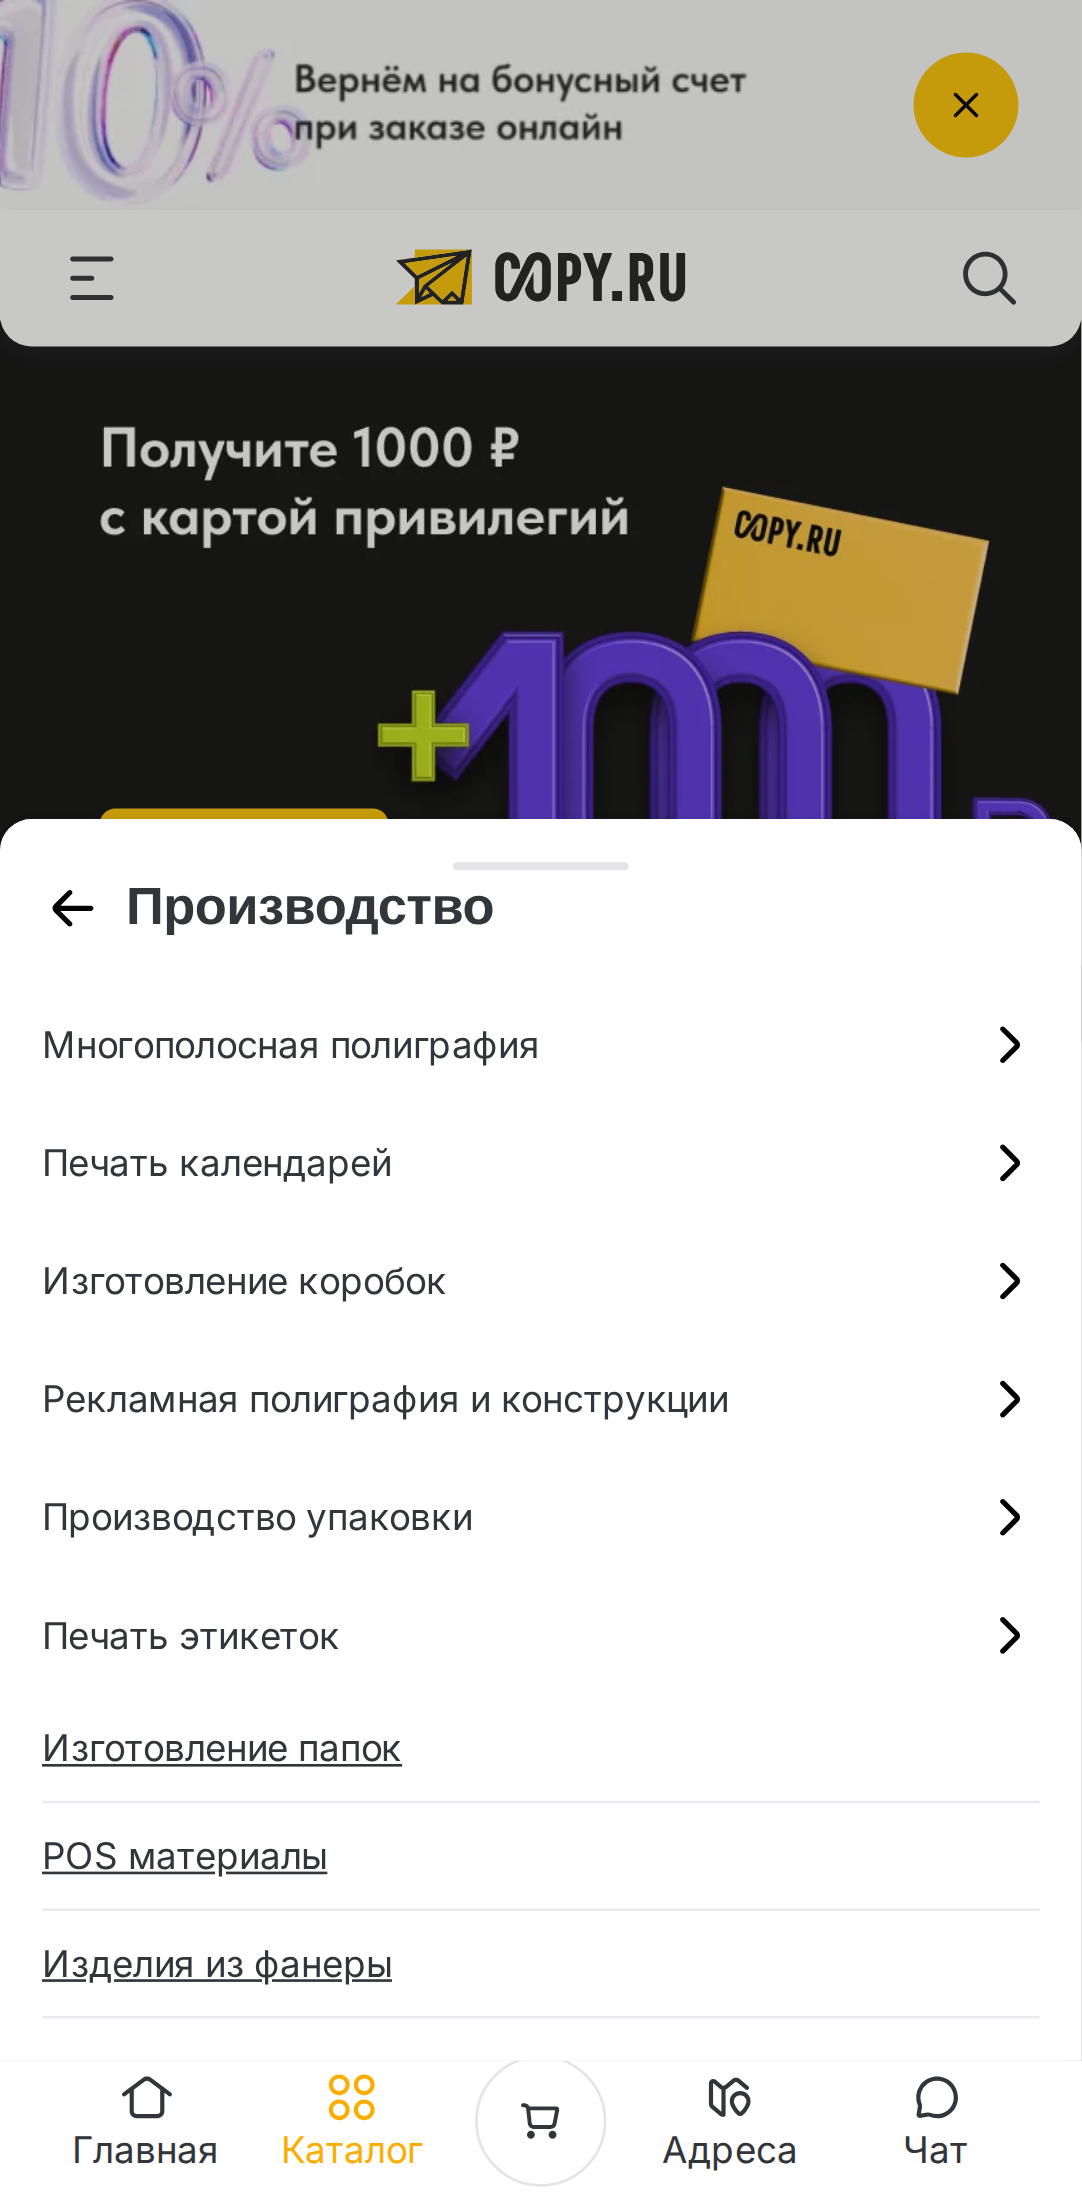 10%
Вернём на бонусный счет
при заказе онлайн
COPY.RU
Получите 1000 ₽
с картой привилегий
COPY.RU
+1000 ₽
Производство
Многополосная полиграфия
Печать календарей
Изготовление коробок
Рекламная полиграфия и конструкции
Производство упаковки
Печать этикеток
Изготовление папок
POS материалы
Изделия из фанеры
Главная
Каталог
Адреса
Чат